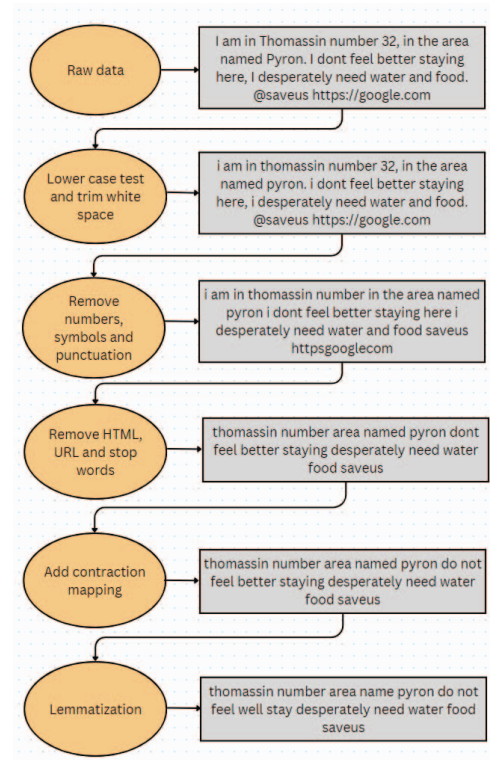 Raw data
I am in Thomassin number 32, in the area
named Pyron. I dont feel better staying
here, I desperately need water and food.
@saveus https://google.com
Lower case test
and trim white
space
i am in thomassin number 32, in the area
named pyron. i dont feel better staying
here, i desperately need water and food.
@saveus https://google.com
Remove
numbers,
symbols and
punctuation
i am in thomassin number in the area named
pyron i dont feel better staying here i
desperately need water and food saveus
httpsgooglecom
Remove HTML,
URL and stop
words
thomassin number area named pyron dont
feel better staying desperately need water
food saveus
Add contraction
mapping
thomassin number area named pyron do not
feel better staying desperately need water
food saveus
Lemmatization
thomassin number area name pyron do not
feel well stay desperately need water food
saveus